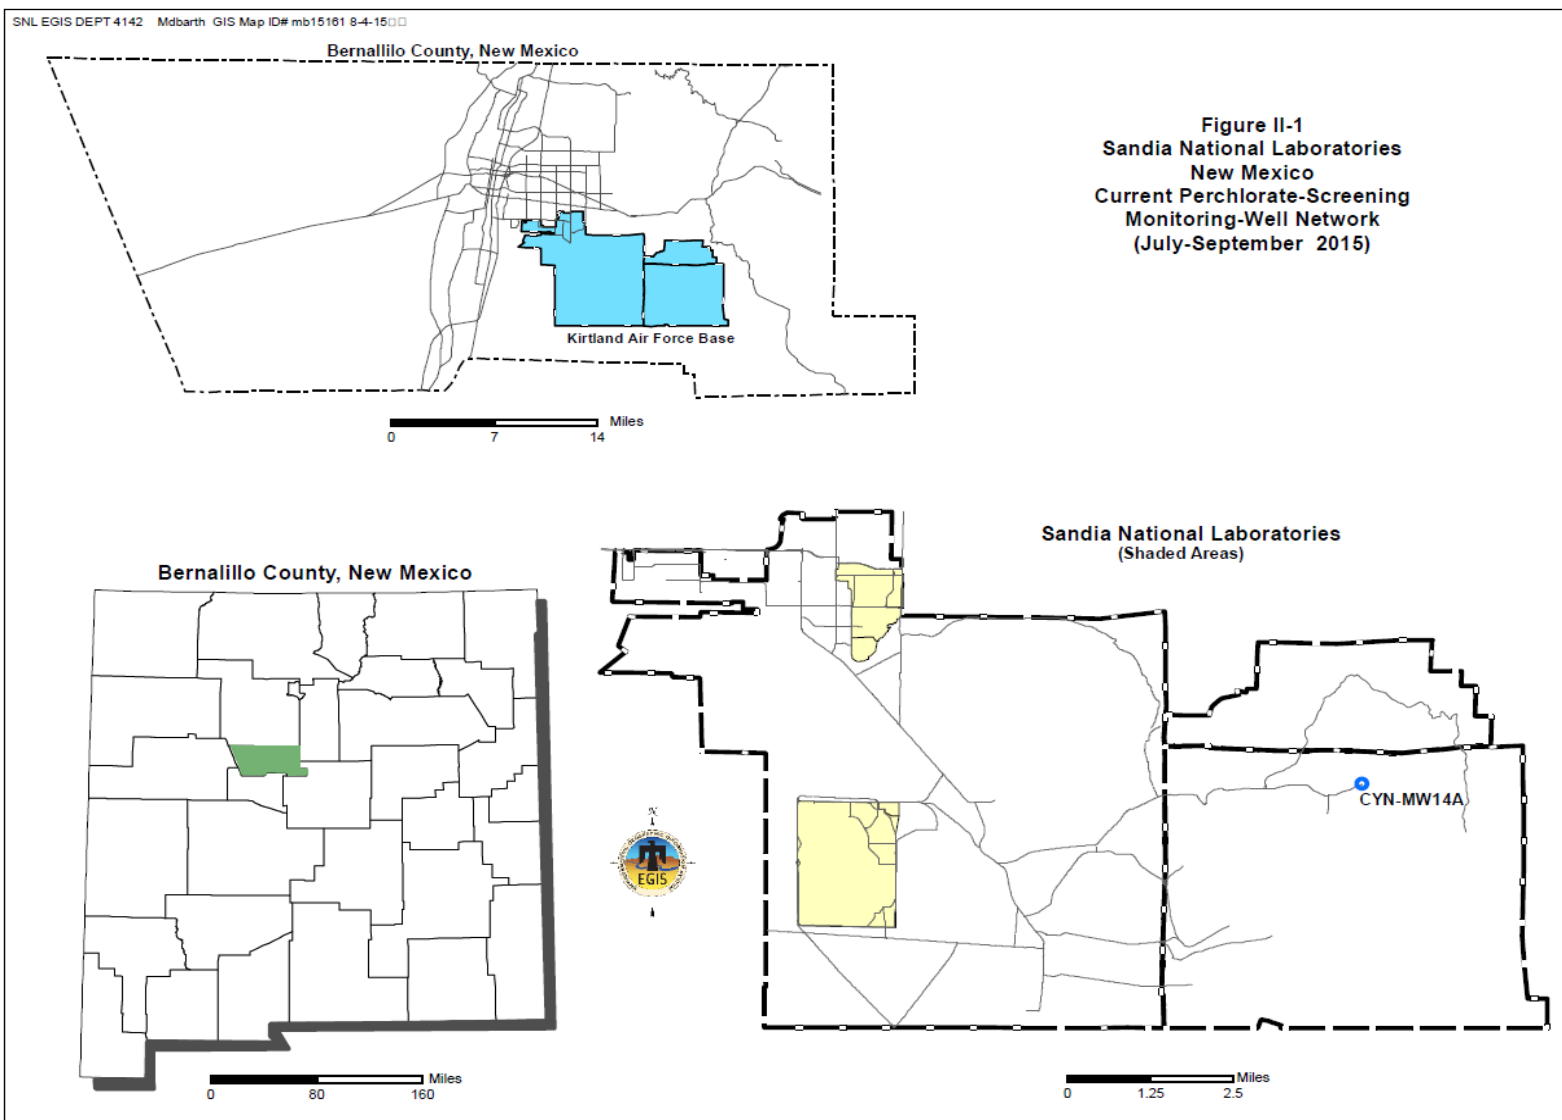 SNL EGIS DEPT 4142 Mdbarth GIS Map ID# mb15161 8-4-15□□
Bernallilo County, New Mexico
Figure II-1
Sandia National Laboratories
New Mexico
Current Perchlorate-Screening
Monitoring-Well Network
(July-September 2015)
Kirtland Air Force Base
Miles
0 7 14
Sandia National Laboratories
(Shaded Areas)
Bernalillo County, New Mexico
CYN-MW14A
N
EGIS
Miles
0 80 160
Miles
0 1.25 2.5